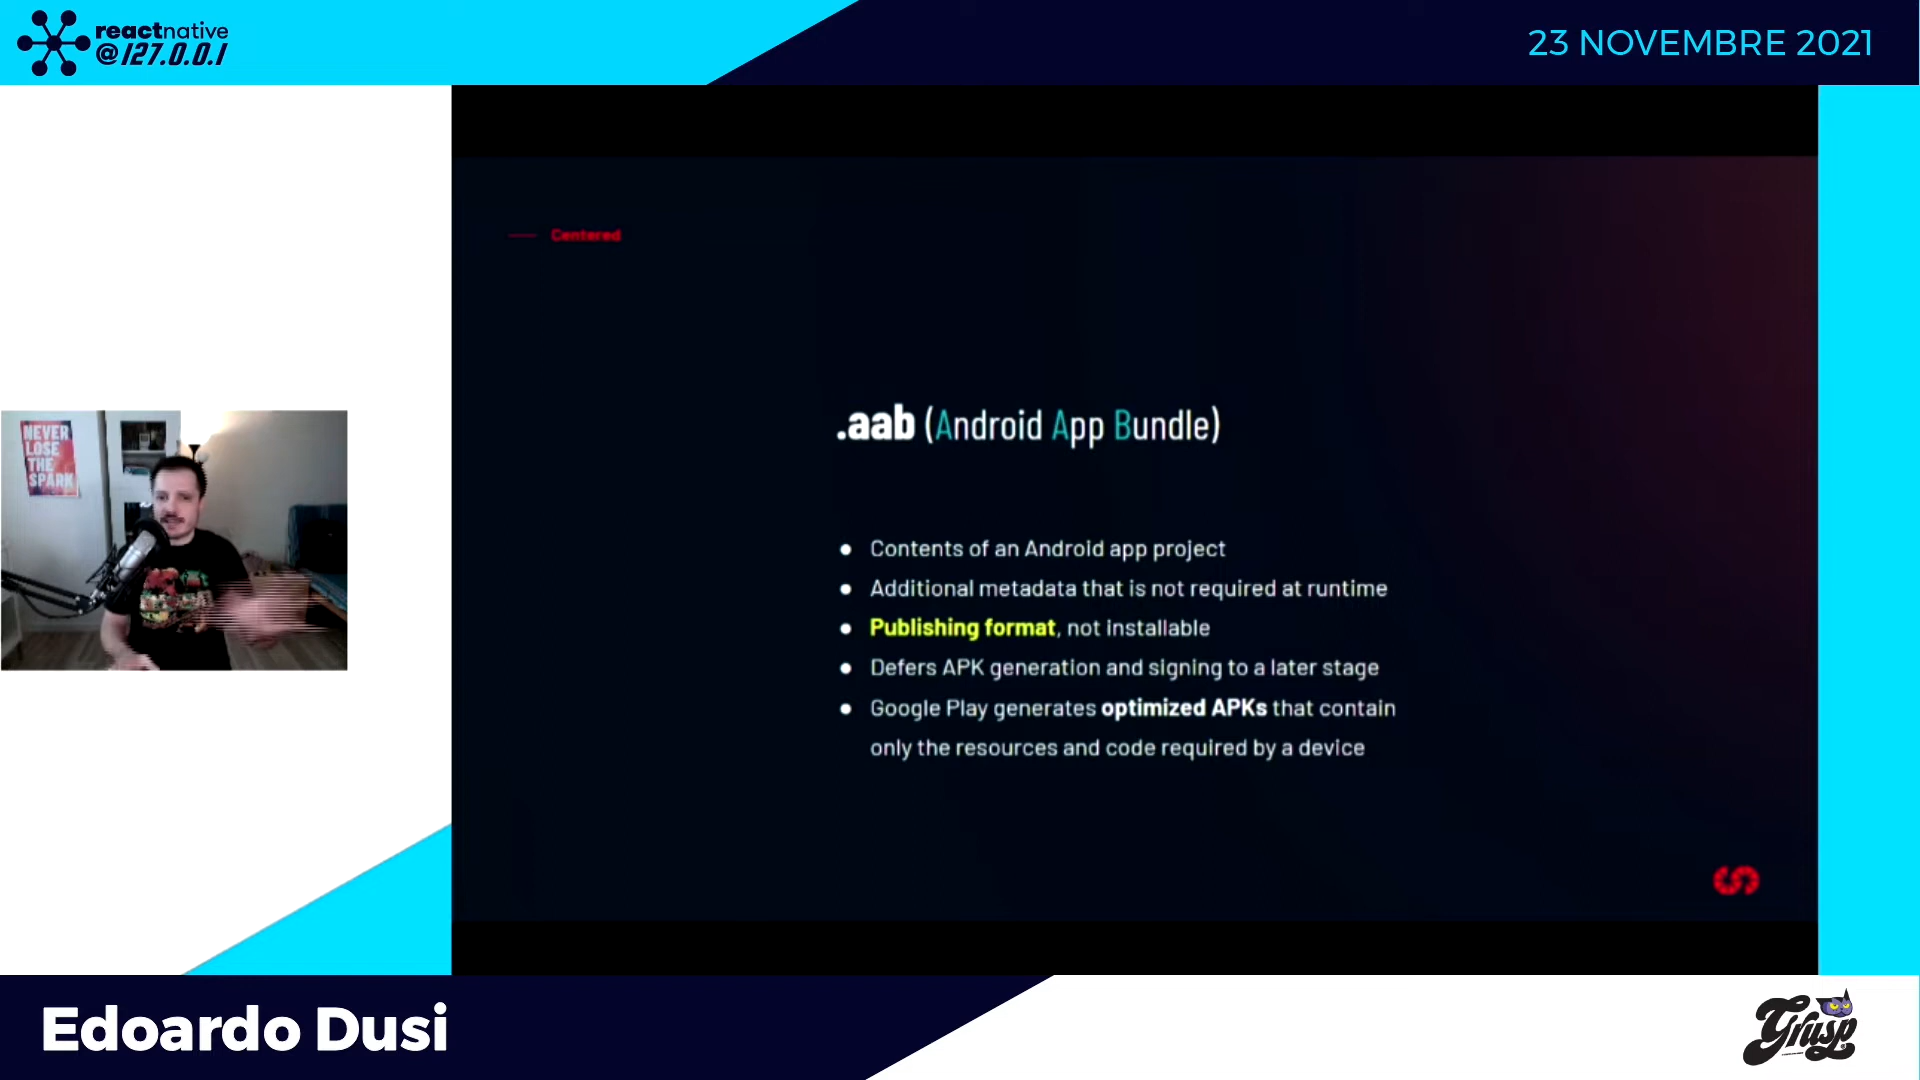 reactnative
@127.0.0.1
23 NOVEMBRE 2021
Centered
.aab (Android App Bundle)
● Contents of an Android app project
● Additional metadata that is not required at runtime
● Publishing format, not installable
● Defers APK generation and signing to a later stage
● Google Play generates optimized APKs that contain
only the resources and code required by a device
NEVER
LOSE
THE
SPARK
Edoardo Dusi
Grusp